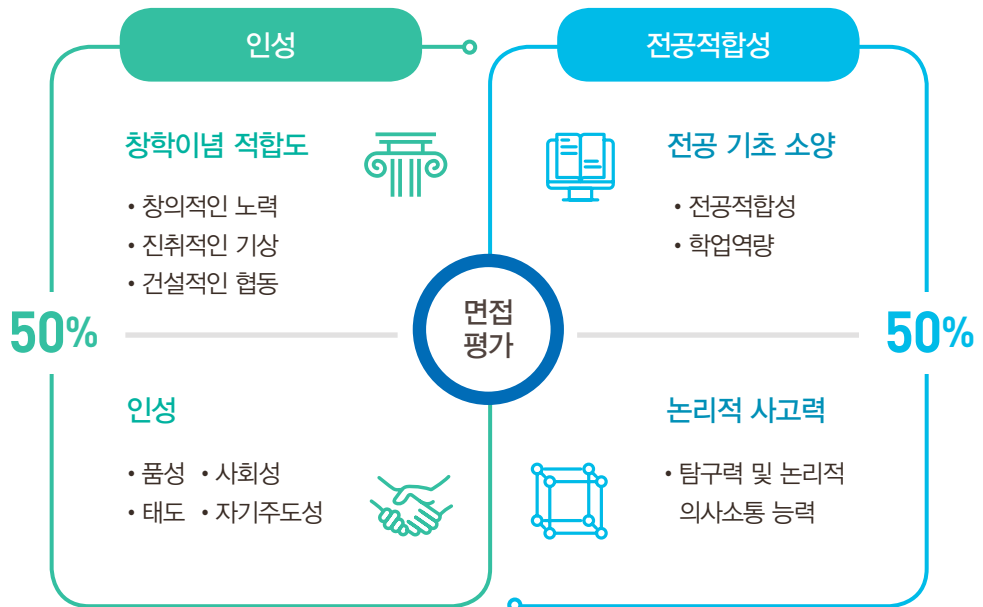 인성
창학이념 적합도
• 창의적인 노력
• 진취적인 기상
• 건설적인 협동
50%
인성
• 품성 • 사회성
• 태도 • 자기주도성
면접
평가
전공적합성
전공 기초 소양
• 전공적합성
• 학업역량
50%
논리적 사고력
• 탐구력 및 논리적
의사소통 능력